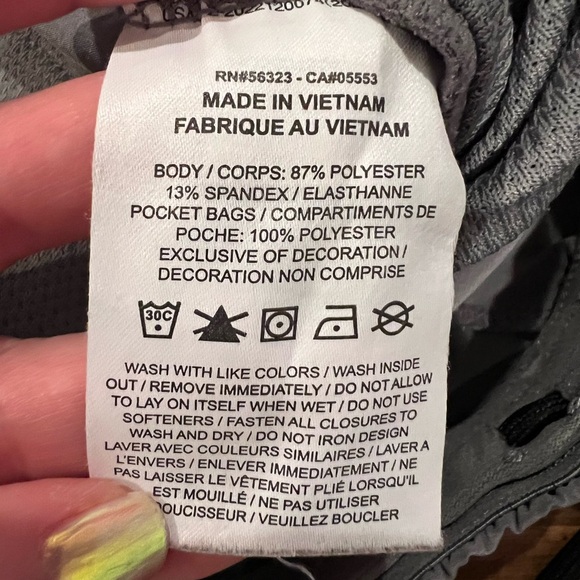 RN#56323 - CA#05553
MADE IN VIETNAM
FABRIQUE AU VIETNAM
BODY / CORPS: 87% POLYESTER
13% SPANDEX / ELASTHANNE
POCKET BAGS / COMPARTIMENTS DE
POCHE: 100% POLYESTER
EXCLUSIVE OF DECORATION /
DECORATION NON COMPRISE
30C
WASH WITH LIKE COLORS / WASH INSIDE
OUT / REMOVE IMMEDIATELY / DO NOT ALLOW
TO LAY ON ITSELF WHEN WET / DO NOT USE
SOFTENERS / FASTEN ALL CLOSURES TO
WASH AND DRY / DO NOT IRON DESIGN
LAVER AVEC COULEURS SIMILAIRES / LAVER A
L'ENVERS / ENLEVER IMMEDIATEMENT / NE
PAS LAISSER LE VÊTEMENT PLIÉ LORSQU'IL
EST MOUILLÉ / NE PAS UTILISER
DOUCISSEUR / VEUILLEZ BOUCLER